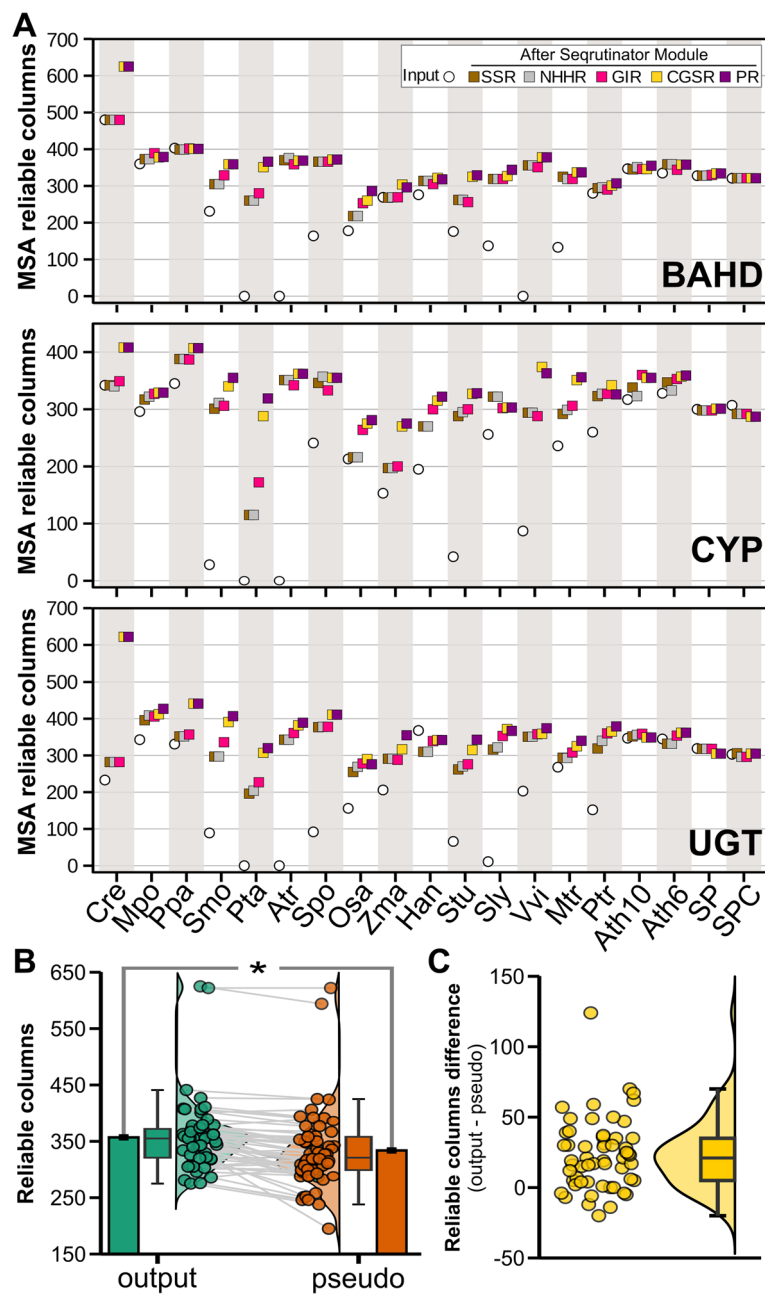 A
After Seqrutinator Module
Input SSR NHHR GIR CGSR PR
MSA reliable columns
700
600
500
400
300
200
100
0
BAHD
MSA reliable columns
400
300
200
100
0
CYP
MSA reliable columns
700
600
500
400
300
200
100
0
UGT
Cre Mpo Ppa Smo Pta Atr Spo Osa Zma Han Stu Sly Vvi Mtr Ptr Ath10 Ath6 SP SPC
B
Reliable columns
650
550
450
350
250
150
*
output pseudo
C
Reliable columns difference
(output - pseudo)
150
100
50
0
-50